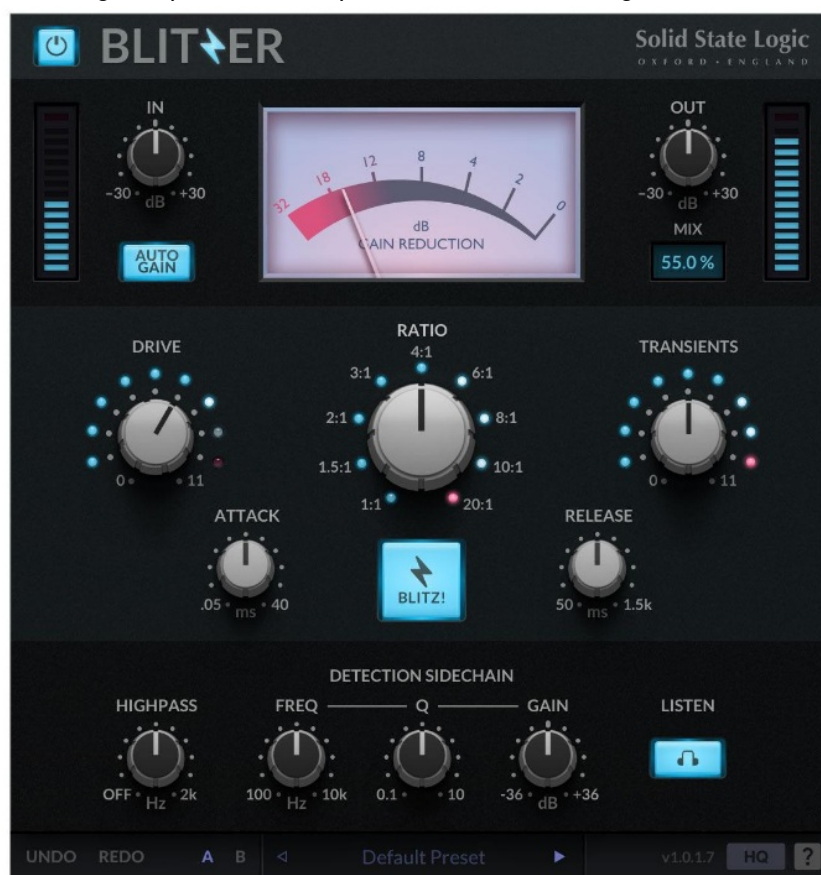 BLITZER
Solid State Logic
OXFORD • ENGLAND
IN
-30 dB +30
AUTO
GAIN
32 18 12 8 4 2 0
dB
GAIN REDUCTION
OUT
-30 dB +30
MIX
55.0 %
DRIVE
0 11
RATIO
4:1
3:1 6:1
2:1 8:1
1.5:1 10:1
1:1 20:1
TRANSIENTS
0 11
ATTACK
.05 ms 40
BLITZ!
RELEASE
50 ms 1.5k
DETECTION SIDECHAIN
HIGHPASS FREQ Q GAIN LISTEN
OFF Hz 2k 100 Hz 10k 0.1 10 -36 dB +36
UNDO REDO A B Default Preset v1.0.1.7 HQ ?